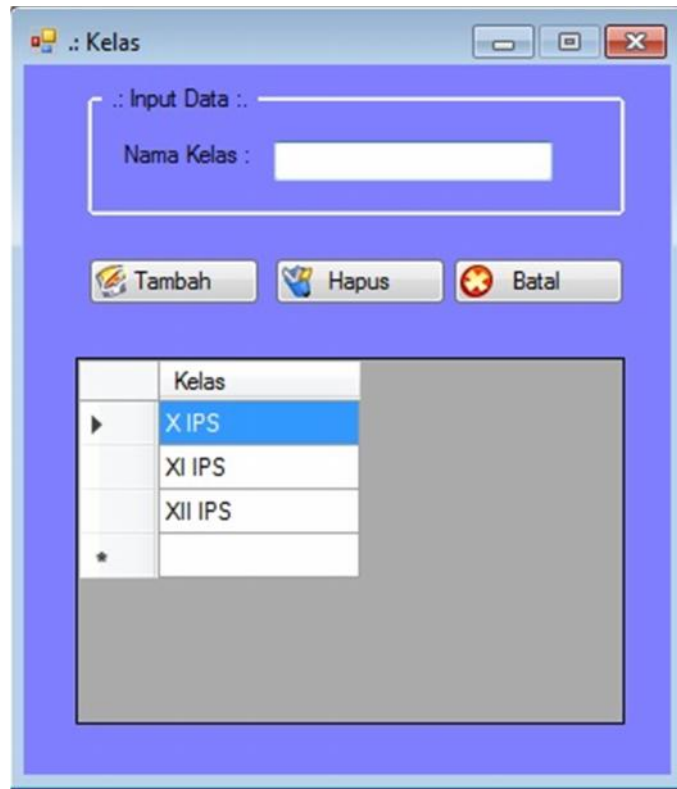 .: Kelas
.: Input Data :.
Nama Kelas :
Tambah Hapus Batal
Kelas
X IPS
XI IPS
XII IPS